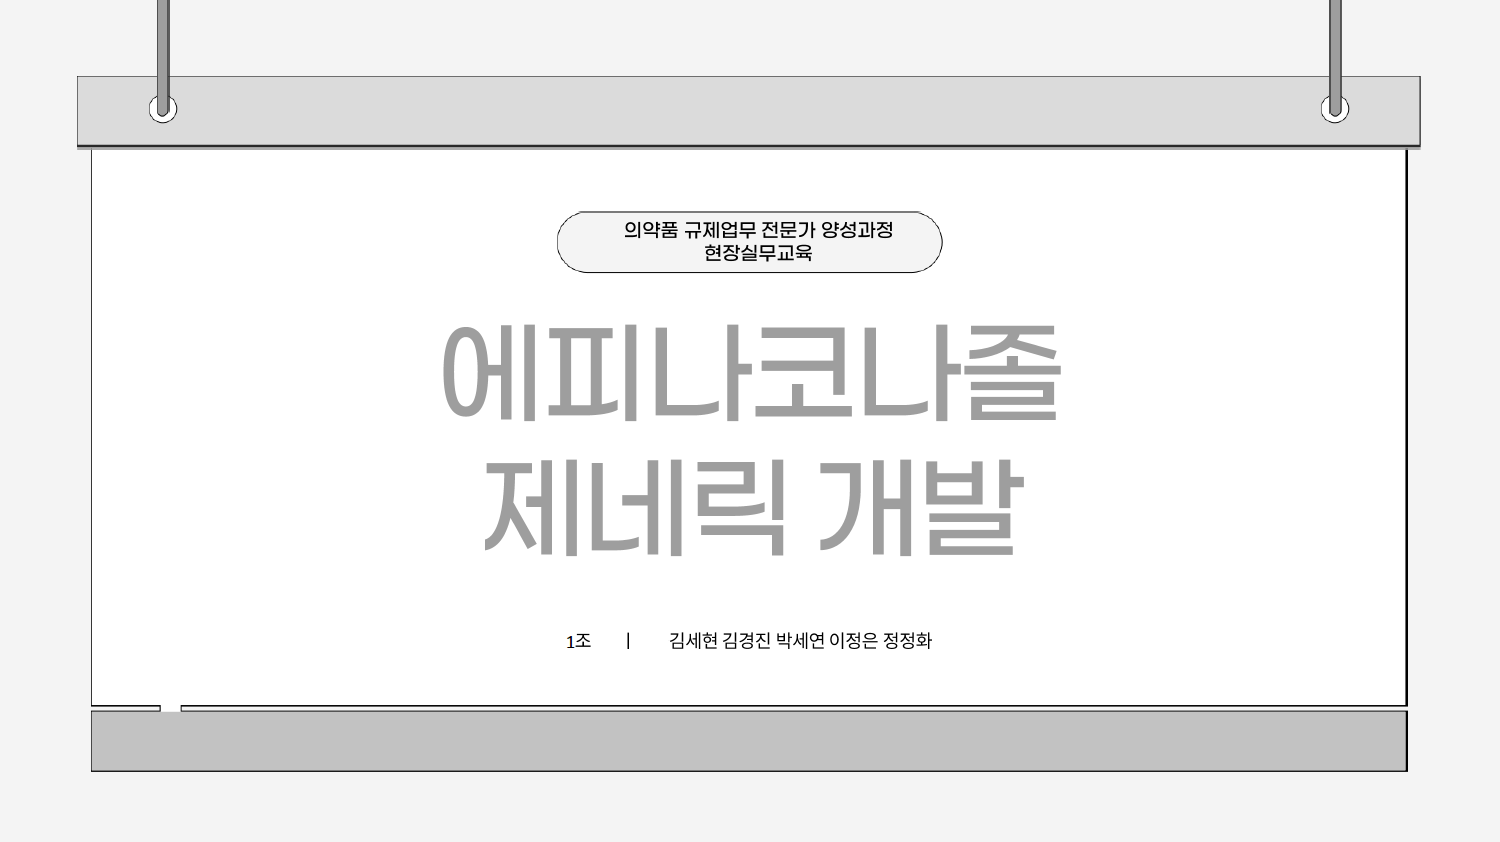 의약품 규제업무 전문가 양성과정
현장실무교육
에피나코나졸
제네릭 개발
1조 | 김세현 김경진 박세연 이정은 정정화